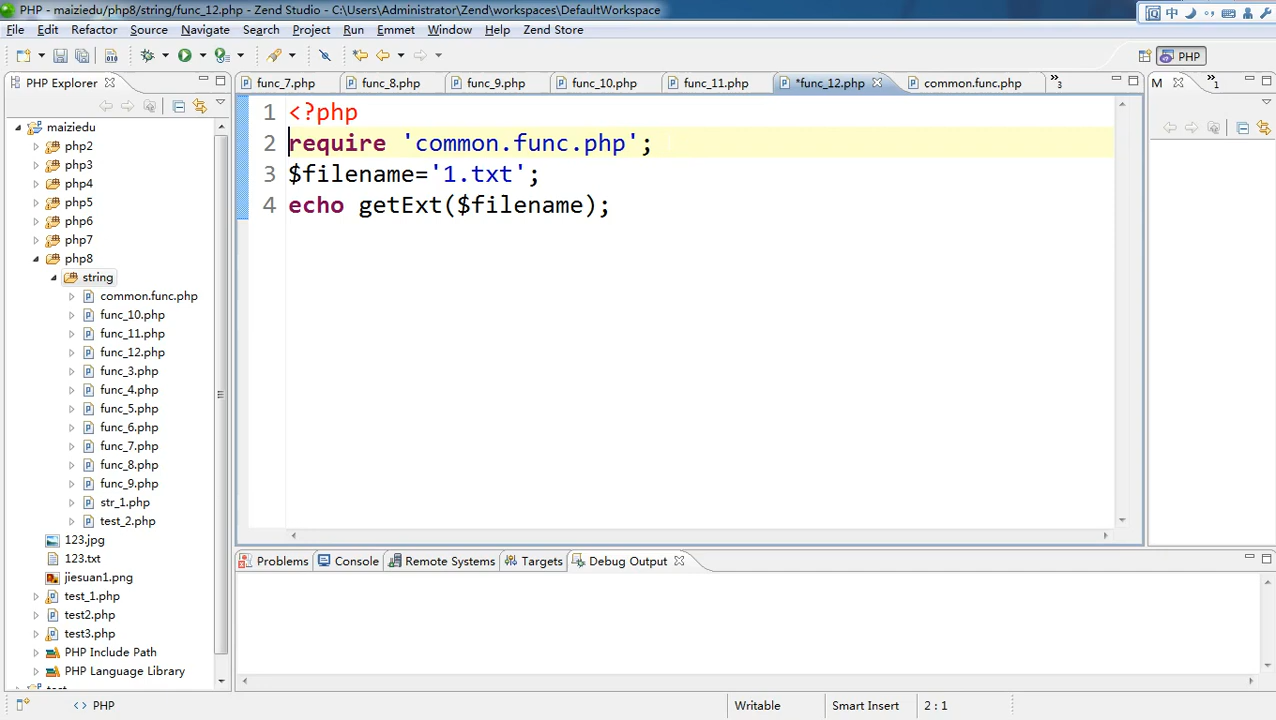 PHP - maiziedu/php8/string/func_12.php - Zend Studio - C:\Users\Administrator\Zend\workspaces\DefaultWorkspace
中
File Edit Refactor Source Navigate Search Project Run Emmet Window Help Zend Store
PHP
PHP Explorer
func_7.php func_8.php func_9.php func_10.php func_11.php *func_12.php common.func.php »3
M »1
maiziedu
php2
php3
php4
php5
php6
php7
php8
string
common.func.php
func_10.php
func_11.php
func_12.php
func_3.php
func_4.php
func_5.php
func_6.php
func_7.php
func_8.php
func_9.php
str_1.php
test_2.php
123.jpg
123.txt
jiesuan1.png
test_1.php
test2.php
test3.php
PHP Include Path
PHP Language Library
1 <?php
2 require 'common.func.php';
3 $filename='1.txt';
4 echo getExt($filename);
Problems Console Remote Systems Targets Debug Output
<> PHP
Writable Smart Insert 2 : 1